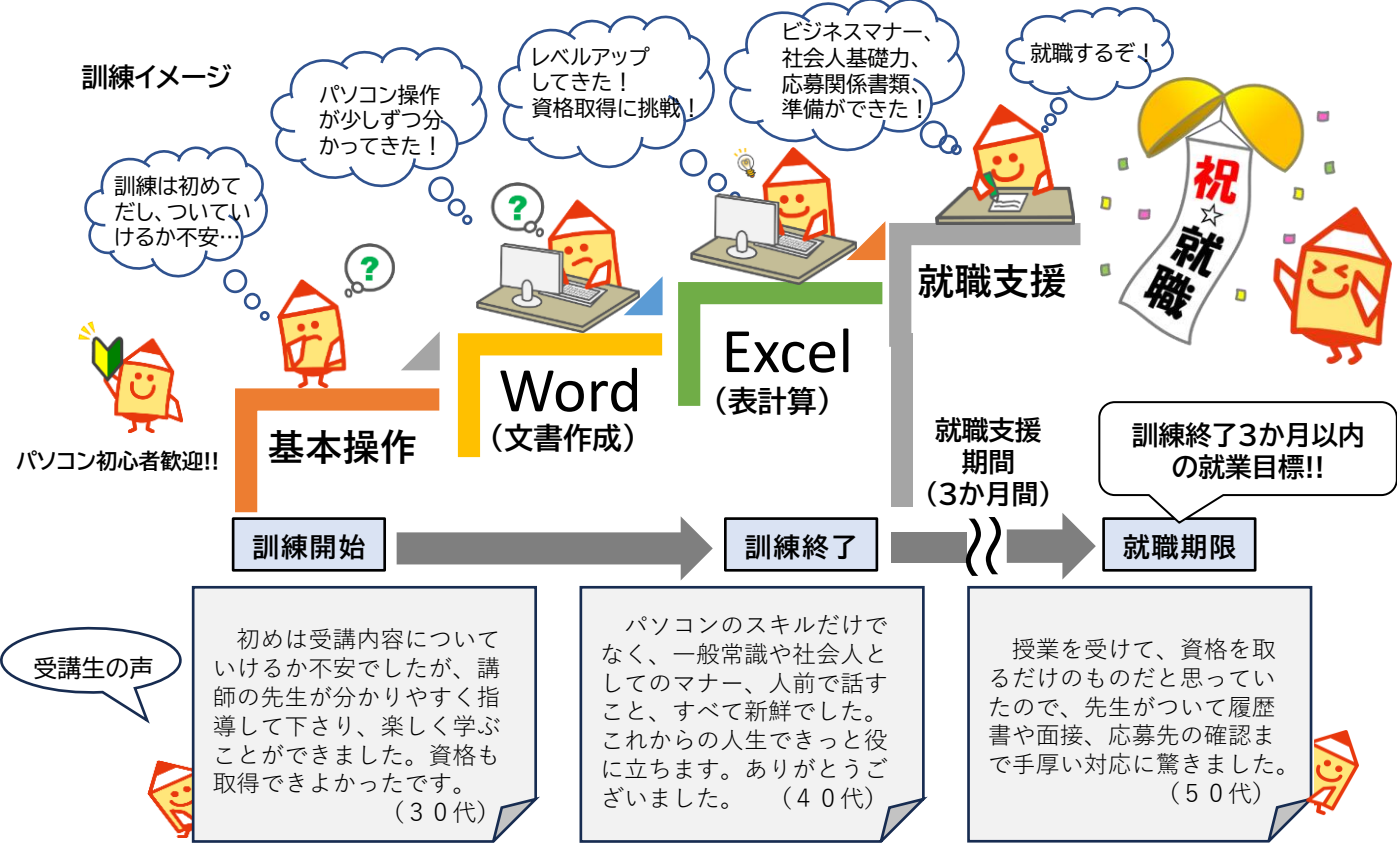 訓練イメージ
訓練は初めて
だし、ついてい
けるか不安…
パソコン操作
が少しずつ分
かってきた！
レベルアップ
してきた！
資格取得に挑戦！
ビジネスマナー、
社会人基礎力、
応募関係書類、
準備ができた！
就職するぞ！
祝
☆
就
職
?
?
パソコン初心者歓迎!!
基本操作
Word
（文書作成）
Excel
（表計算）
就職支援
就職支援
期間
（3か月間）
訓練終了3か月以内
の就業目標!!
訓練開始
訓練終了
就職期限
受講生の声
初めは受講内容について
いけるか不安でしたが、講
師の先生が分かりやすく指
導して下さり、楽しく学ぶ
ことができました。資格も
取得できよかったです。
（３０代）
パソコンのスキルだけで
なく、一般常識や社会人と
してのマナー、人前で話す
こと、すべて新鮮でした。
これからの人生できっと役
に立ちます。ありがとうご
ざいました。　（４０代）
授業を受けて、資格を取
るだけのものだと思ってい
たので、先生がついて履歴
書や面接、応募先の確認ま
で手厚い対応に驚きました。
（５０代）